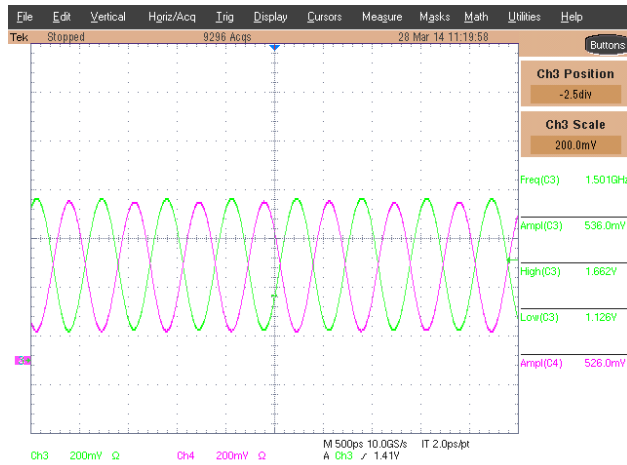 File Edit Vertical Horiz/Acq Trig Display Cursors Measure Masks Math Utilities Help
Tek Stopped 9296 Acqs 28 Mar 14 11:19:58
Buttons
Ch3 Position
-2.5div
Ch3 Scale
200.0mV
Freq(C3) 1.501GHz
Ampl(C3) 536.0mV
High(C3) 1.662V
Low(C3) 1.126V
Ampl(C4) 526.0mV
M 500ps 10.0GS/s IT 2.0ps/pt
Ch3 200mV Ω Ch4 200mV Ω A Ch3 / 1.41V